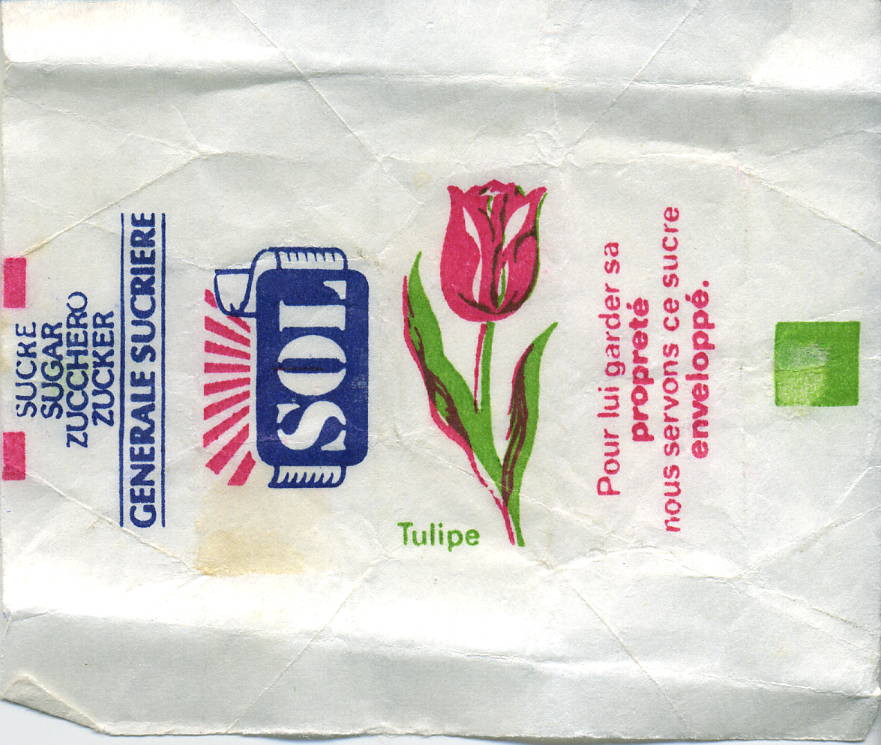 SUCRE
SUGAR
ZUCCHERO
ZUCKER
GENERALE SUCRIERE
SOL
Tulipe
Pour lui garder sa
propreté
nous servons ce sucre
enveloppé.